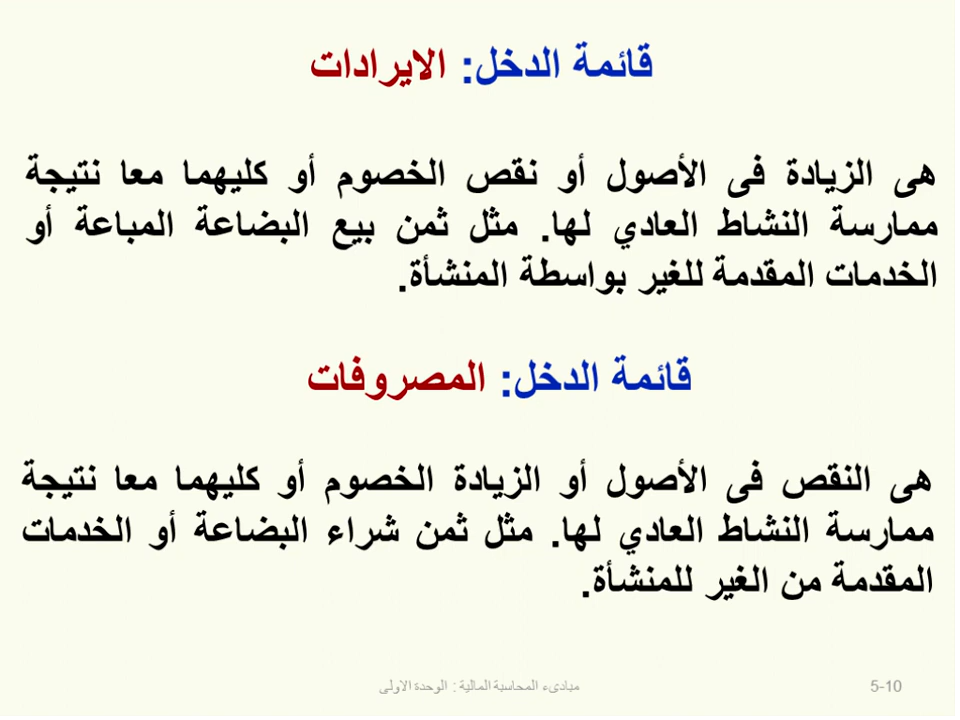 قائمة الدخل: الايرادات
هى الزيادة فى الأصول أو نقص الخصوم أو كليهما معا نتيجة
ممارسة النشاط العادي لها. مثل ثمن بيع البضاعة المباعة أو
الخدمات المقدمة للغير بواسطة المنشأة.
قائمة الدخل: المصروفات
هى النقص فى الأصول أو الزيادة الخصوم أو كليهما معا نتيجة
ممارسة النشاط العادي لها. مثل ثمن شراء البضاعة أو الخدمات
المقدمة من الغير للمنشأة.
مبادىء المحاسبة المالية : الوحدة الاولى
5-10